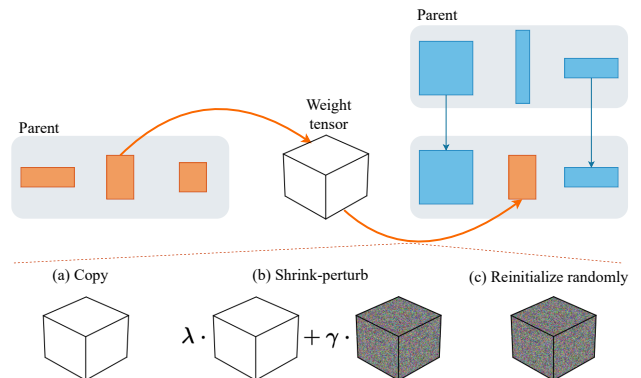 Parent
Weight
tensor
Parent
(a) Copy
(b) Shrink-perturb
(c) Reinitialize randomly
λ · + γ ·